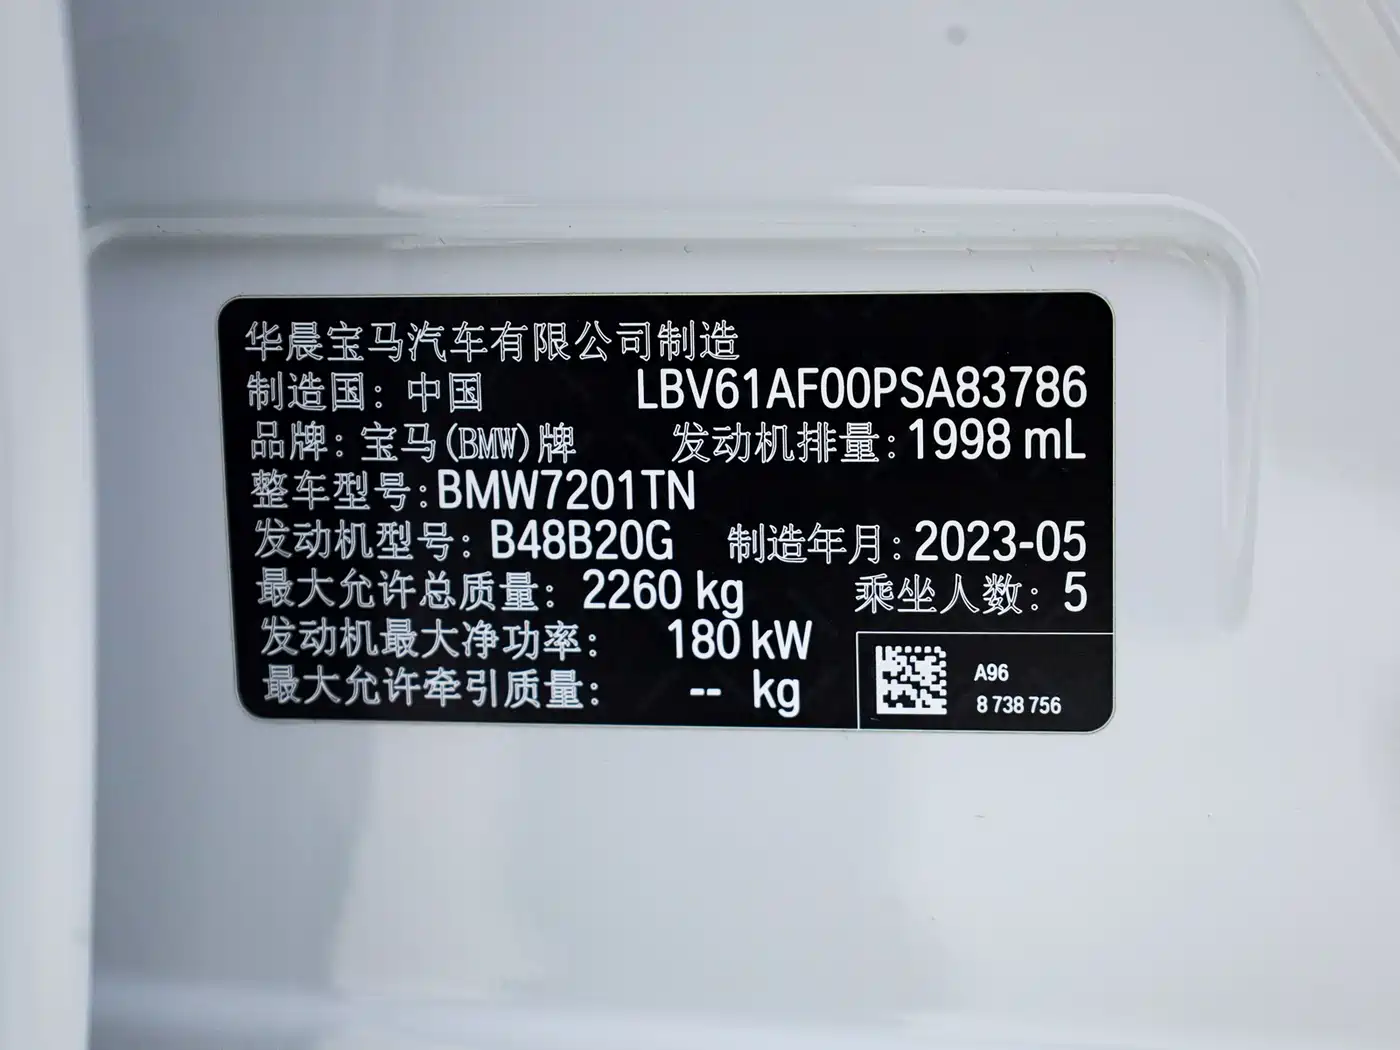 华晨宝马汽车有限公司制造
制造国：中国 LBV61AF00PSA83786
品牌：宝马(BMW)牌 发动机排量：1998 mL
整车型号：BMW7201TN
发动机型号：B48B20G 制造年月：2023-05
最大允许总质量：2260 kg 乘坐人数：5
发动机最大净功率：180 kW
最大允许牵引质量：-- kg
A96
8 738 756